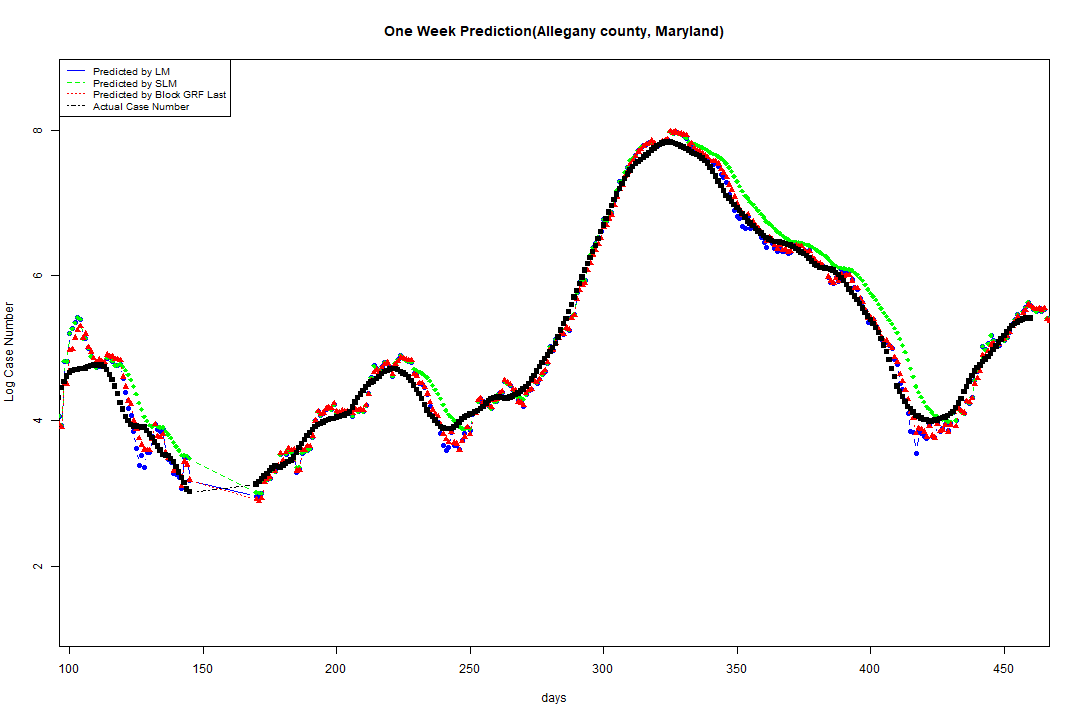 One Week Prediction(Allegany county, Maryland)
Predicted by LM
Predicted by SLM
Predicted by Block GRF Last
Actual Case Number
Log Case Number
8
6
4
2
100 150 200 250 300 350 400 450
days